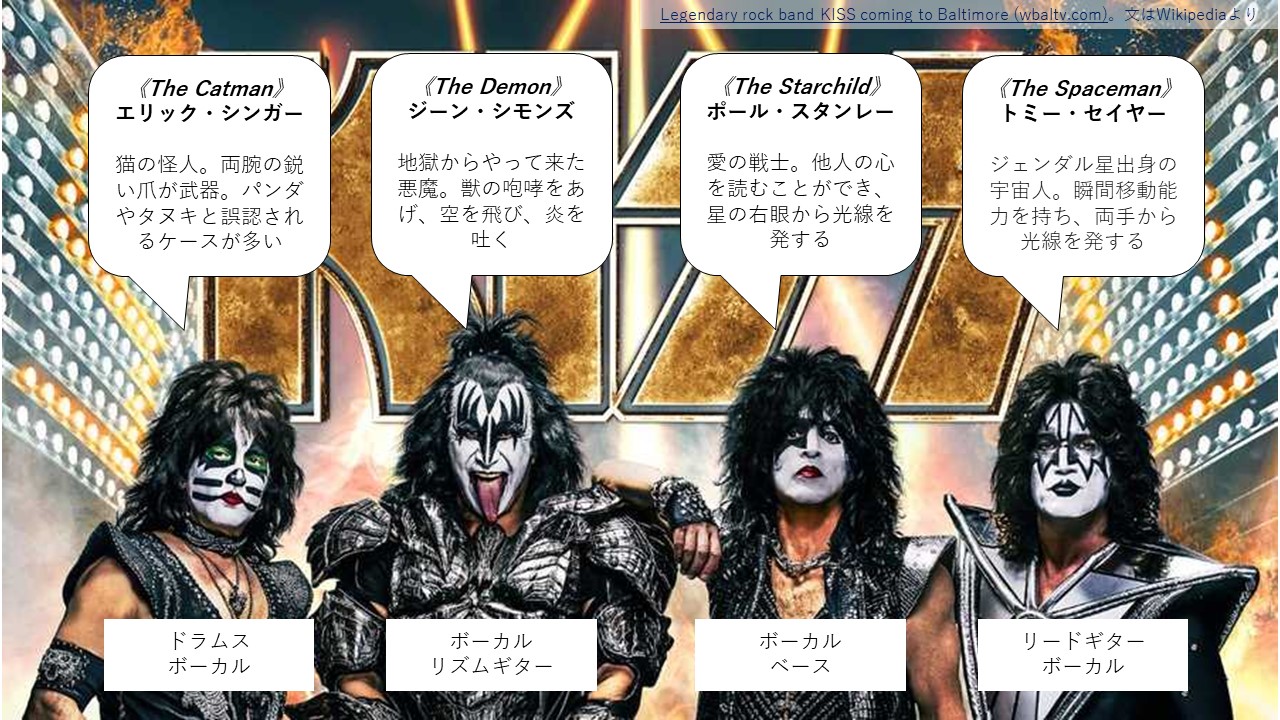 Legendary rock band KISS coming to Baltimore (wbaltv.com)。文はWikipediaより
KISS
《The Catman》
エリック・シンガー
猫の怪人。両腕の鋭
い爪が武器。パンダ
やタヌキと誤認され
るケースが多い
《The Demon》
ジーン・シモンズ
地獄からやって来た
悪魔。獣の咆哮をあ
げ、空を飛び、炎を
吐く
《The Starchild》
ポール・スタンレー
愛の戦士。他人の心
を読むことができ、
星の右眼から光線を
発する
《The Spaceman》
トミー・セイヤー
ジェンダル星出身の
宇宙人。瞬間移動能
力を持ち、両手から
光線を発する
ドラムス
ボーカル
ボーカル
リズムギター
ボーカル
ベース
リードギター
ボーカル